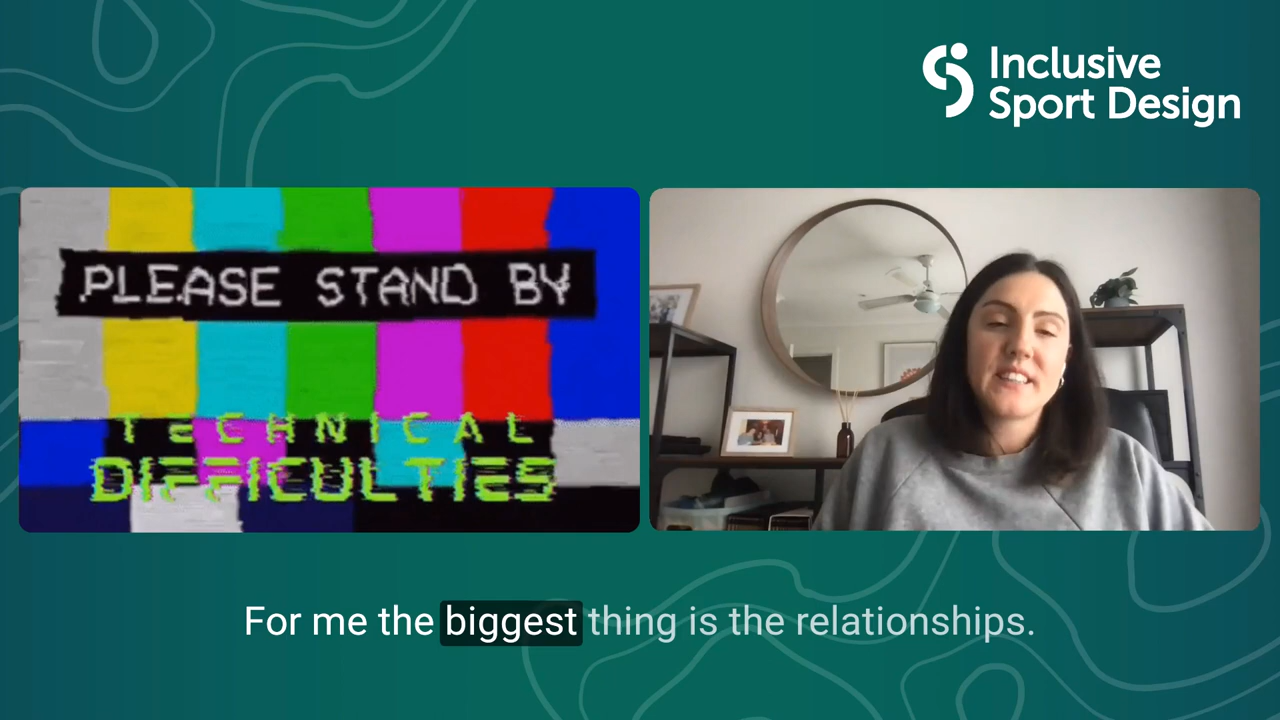 Inclusive
Sport Design
PLEASE STAND BY
TECHNICAL
DIFFICULTIES
For me the biggest thing is the relationships.